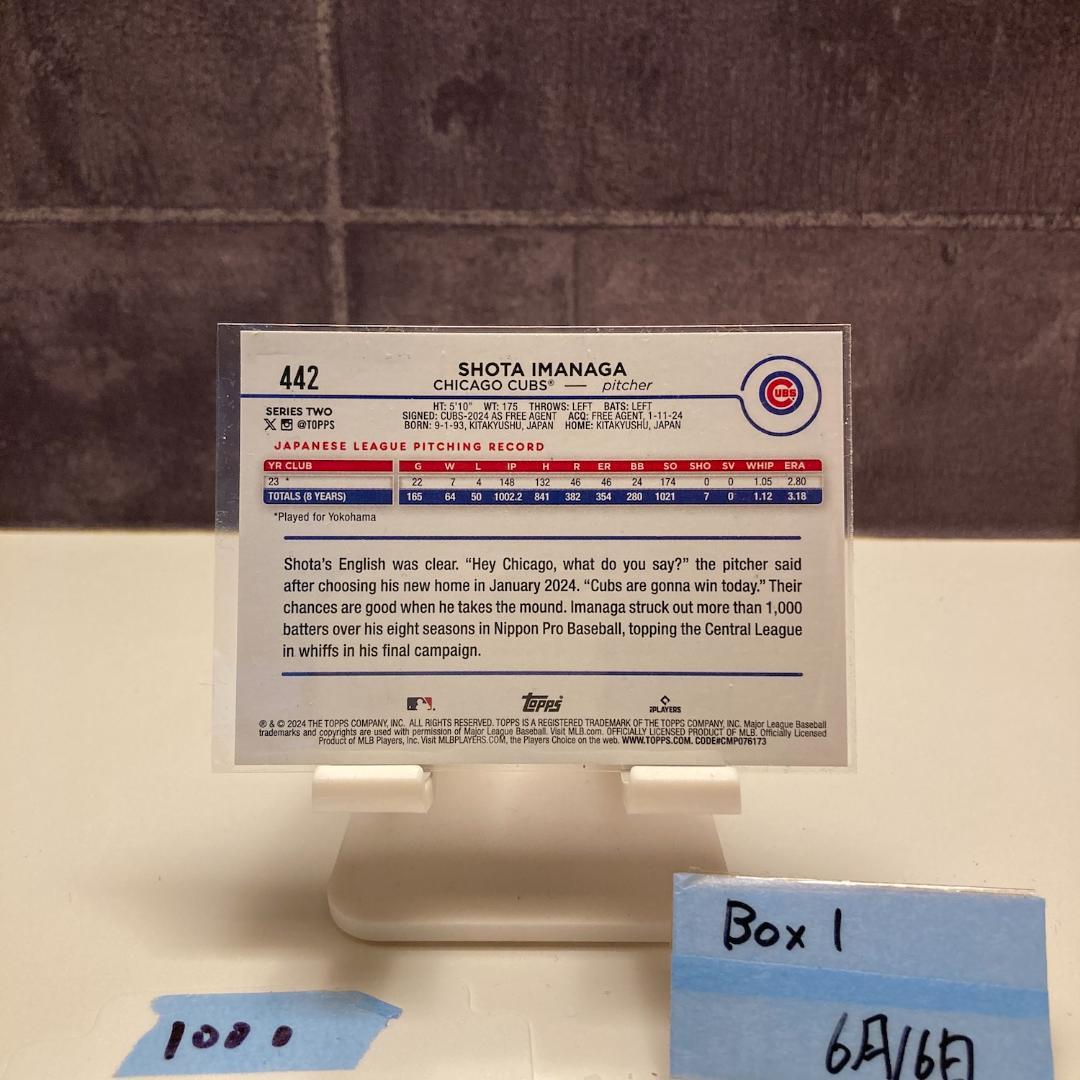 442
SHOTA IMANAGA
CHICAGO CUBS® — pitcher
CUBS
SERIES TWO
@TOPPS
HT: 5'10" WT: 175 THROWS: LEFT BATS: LEFT
SIGNED: CUBS-2024 AS FREE AGENT ACQ: FREE AGENT, 1-11-24
BORN: 9-1-93, KITAKYUSHU, JAPAN HOME: KITAKYUSHU, JAPAN
JAPANESE LEAGUE PITCHING RECORD
YR CLUB G W L IP H R ER BB SO SHO SV WHIP ERA
23 * 22 7 4 148 132 46 46 24 174 0 0 1.05 2.80
TOTALS (8 YEARS) 165 64 50 1002.2 841 382 354 280 1021 7 0 1.12 3.18
*Played for Yokohama
Shota's English was clear. “Hey Chicago, what do you say?” the pitcher said
after choosing his new home in January 2024. “Cubs are gonna win today.” Their
chances are good when he takes the mound. Imanaga struck out more than 1,000
batters over his eight seasons in Nippon Pro Baseball, topping the Central League
in whiffs in his final campaign.
Topps
PLAYERS
® & © 2024 THE TOPPS COMPANY, INC. ALL RIGHTS RESERVED. TOPPS IS A REGISTERED TRADEMARK OF THE TOPPS COMPANY, INC. Major League Baseball
trademarks and copyrights are used with permission of Major League Baseball. Visit MLB.com. OFFICIALLY LICENSED PRODUCT OF MLB. Officially Licensed
Product of MLB Players, Inc. Visit MLBPLAYERS.COM, the Players Choice on the web. WWW.TOPPS.COM. CODE#CMP076173
Box 1
6月16日
1000